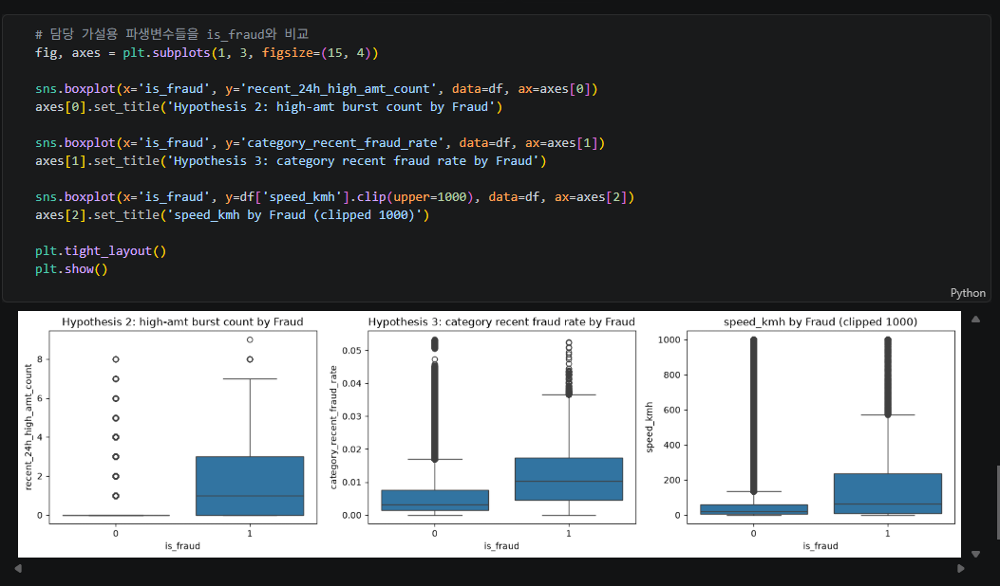 # 담당 가설용 파생변수들을 is_fraud와 비교
fig, axes = plt.subplots(1, 3, figsize=(15, 4))
sns.boxplot(x='is_fraud', y='recent_24h_high_amt_count', data=df, ax=axes[0])
axes[0].set_title('Hypothesis 2: high-amt burst count by Fraud')
sns.boxplot(x='is_fraud', y='category_recent_fraud_rate', data=df, ax=axes[1])
axes[1].set_title('Hypothesis 3: category recent fraud rate by Fraud')
sns.boxplot(x='is_fraud', y=df['speed_kmh'].clip(upper=1000), data=df, ax=axes[2])
axes[2].set_title('speed_kmh by Fraud (clipped 1000)')
plt.tight_layout()
plt.show()
Python
Hypothesis 2: high-amt burst count by Fraud
recent_24h_high_amt_count
8
6
4
2
0
0 1
is_fraud
Hypothesis 3: category recent fraud rate by Fraud
category_recent_fraud_rate
0.05
0.04
0.03
0.02
0.01
0.00
0 1
is_fraud
speed_kmh by Fraud (clipped 1000)
speed_kmh
1000
800
600
400
200
0
0 1
is_fraud